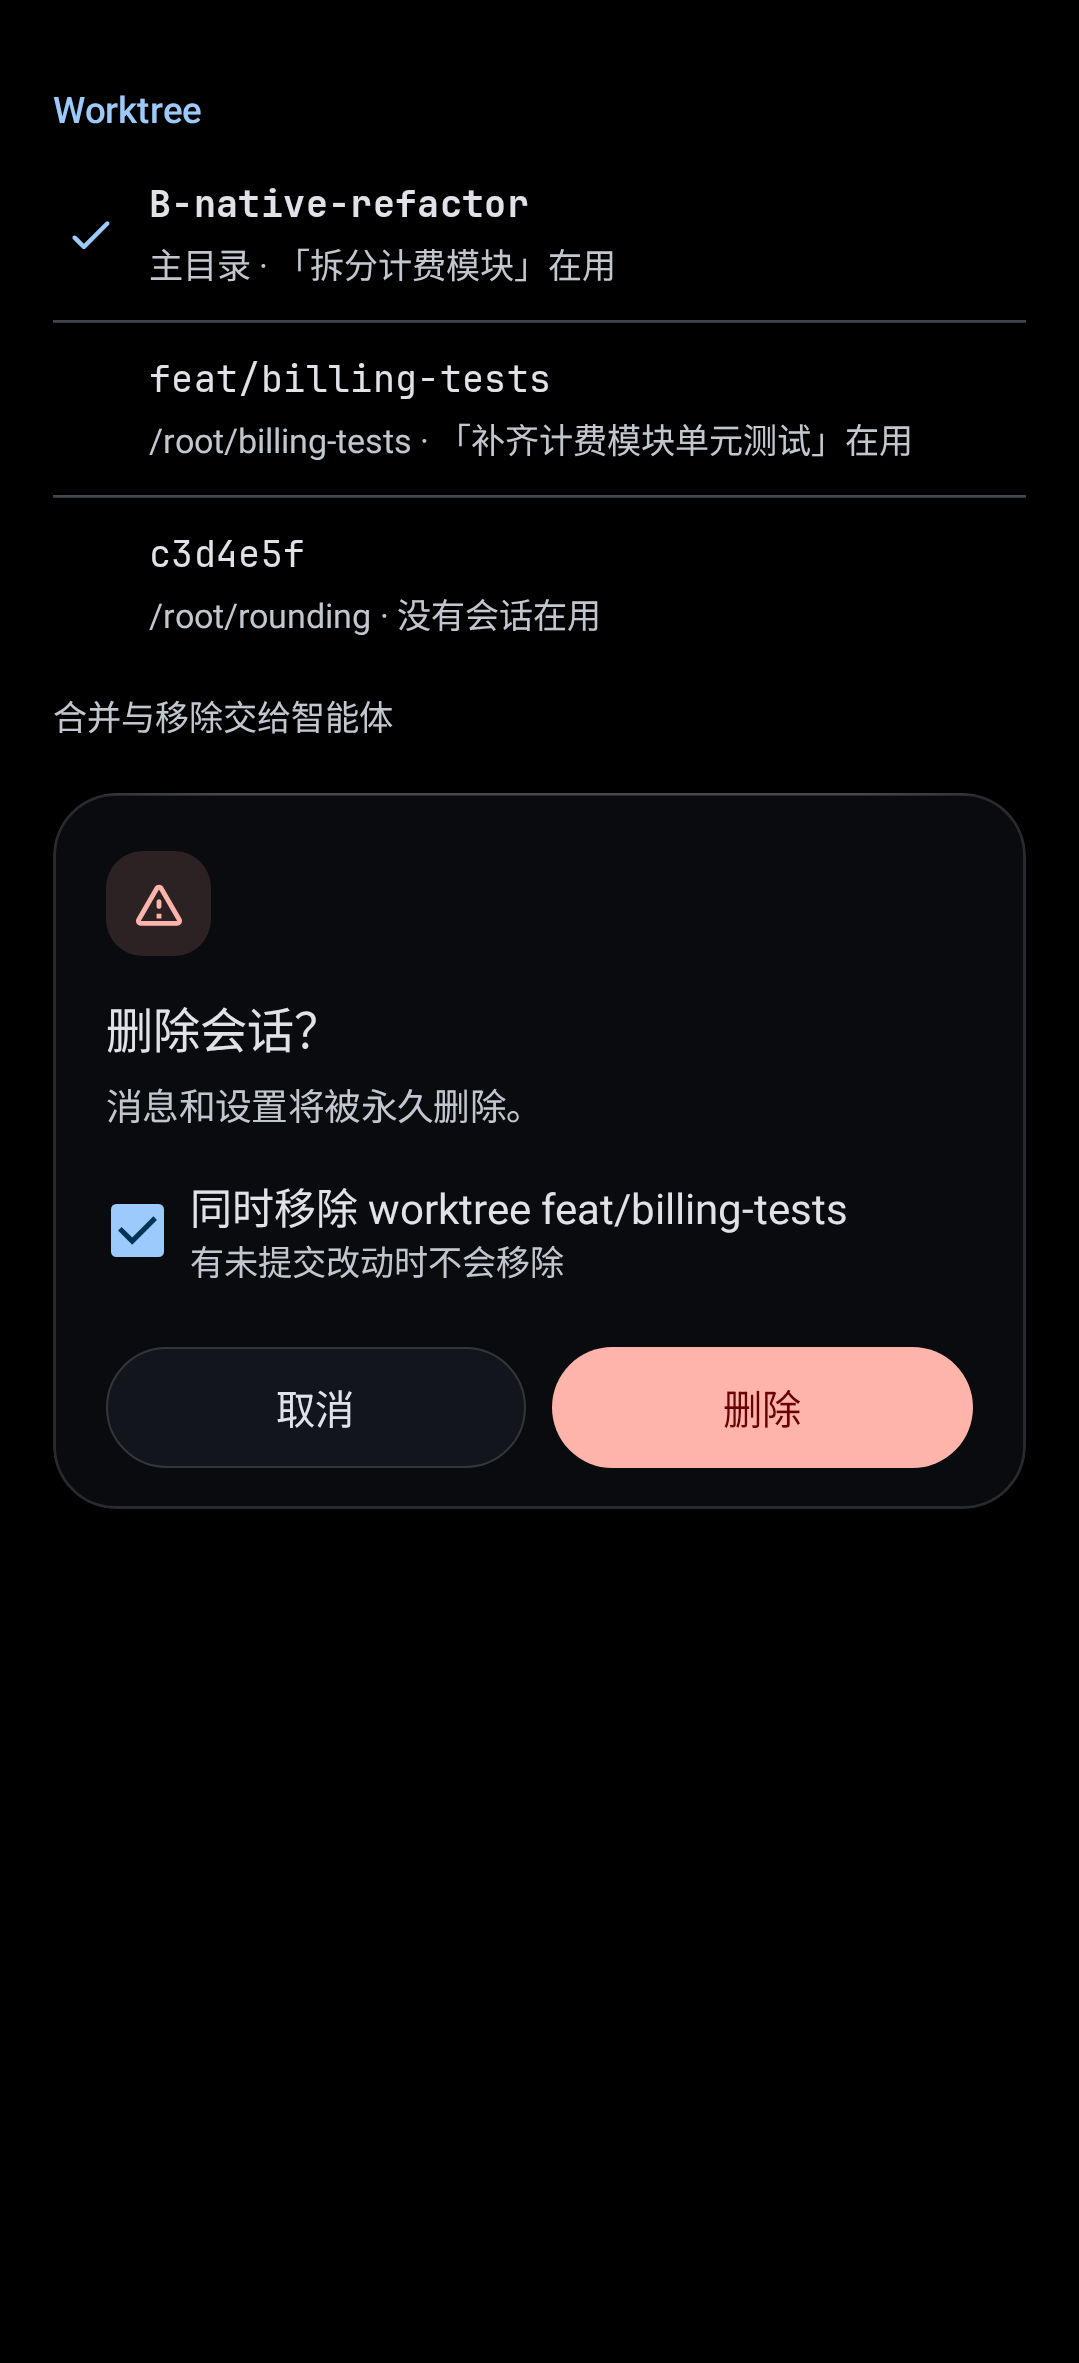 Worktree
B-native-refactor
主目录 · 「拆分计费模块」在用
feat/billing-tests
/root/billing-tests · 「补齐计费模块单元测试」在用
c3d4e5f
/root/rounding · 没有会话在用
合并与移除交给智能体
删除会话?
消息和设置将被永久删除。
同时移除 worktree feat/billing-tests
有未提交改动时不会移除
取消
删除